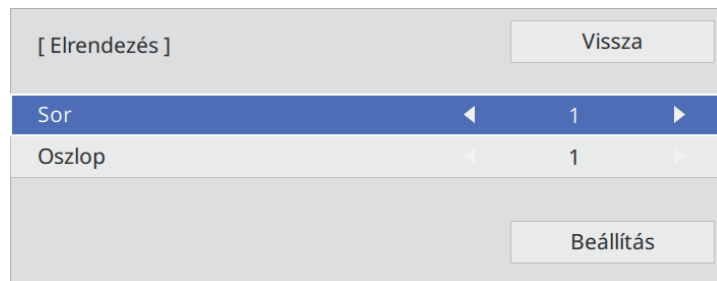 [ Elrendezés ] Vissza
Sor 1
Oszlop 1
Beállítás